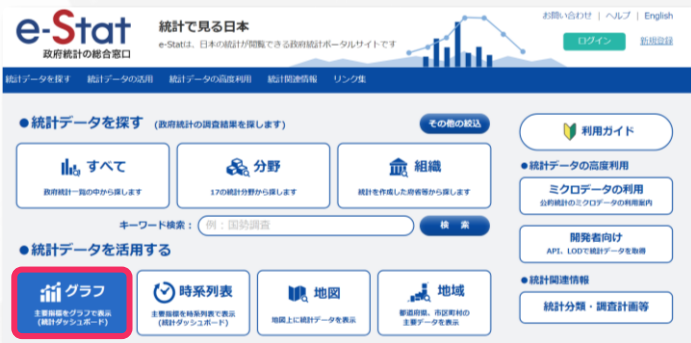 e-Stat
政府統計の総合窓口
統計で見る日本
e-Statは、日本の統計が閲覧できる政府統計ポータルサイトです
お問い合わせ | ヘルプ | English
ログイン
新規登録
統計データを探す 統計データの活用 統計データの高度利用 統計関連情報 リンク集
●統計データを探す (政府統計の調査結果を探します)
その他の絞込
すべて
政府統計一覧の中から探します
分野
17の統計分野から探します
組織
統計を作成した府省等から探します
キーワード検索: 例:国勢調査
検 索
●統計データを活用する
グラフ
主要指標をグラフで表示
(統計ダッシュボード)
時系列表
主要指標を時系列表で表示
(統計ダッシュボード)
地図
地図上に統計データを表示
地域
都道府県、市区町村の
主要データを表示
利用ガイド
●統計データの高度利用
ミクロデータの利用
公的統計のミクロデータの利用案内
開発者向け
API、LODで統計データを取得
●統計関連情報
統計分類・調査計画等